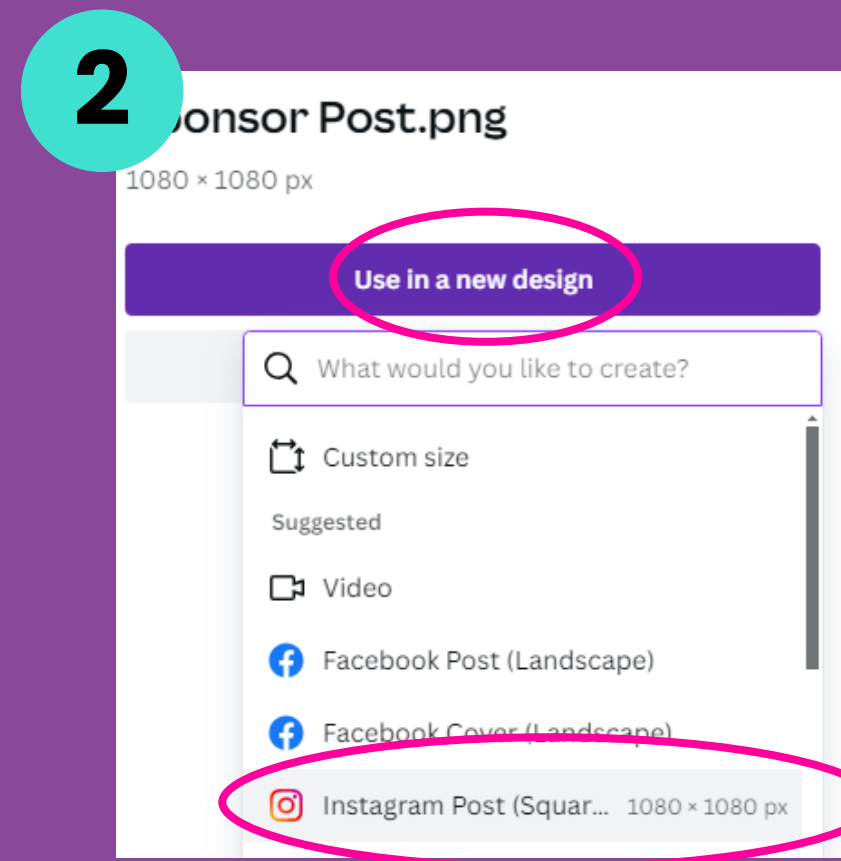 2
onsor Post.png
1080 × 1080 px
Use in a new design
What would you like to create?
Custom size
Suggested
Video
Facebook Post (Landscape)
Facebook Cover (Landscape)
Instagram Post (Squar... 1080 × 1080 px